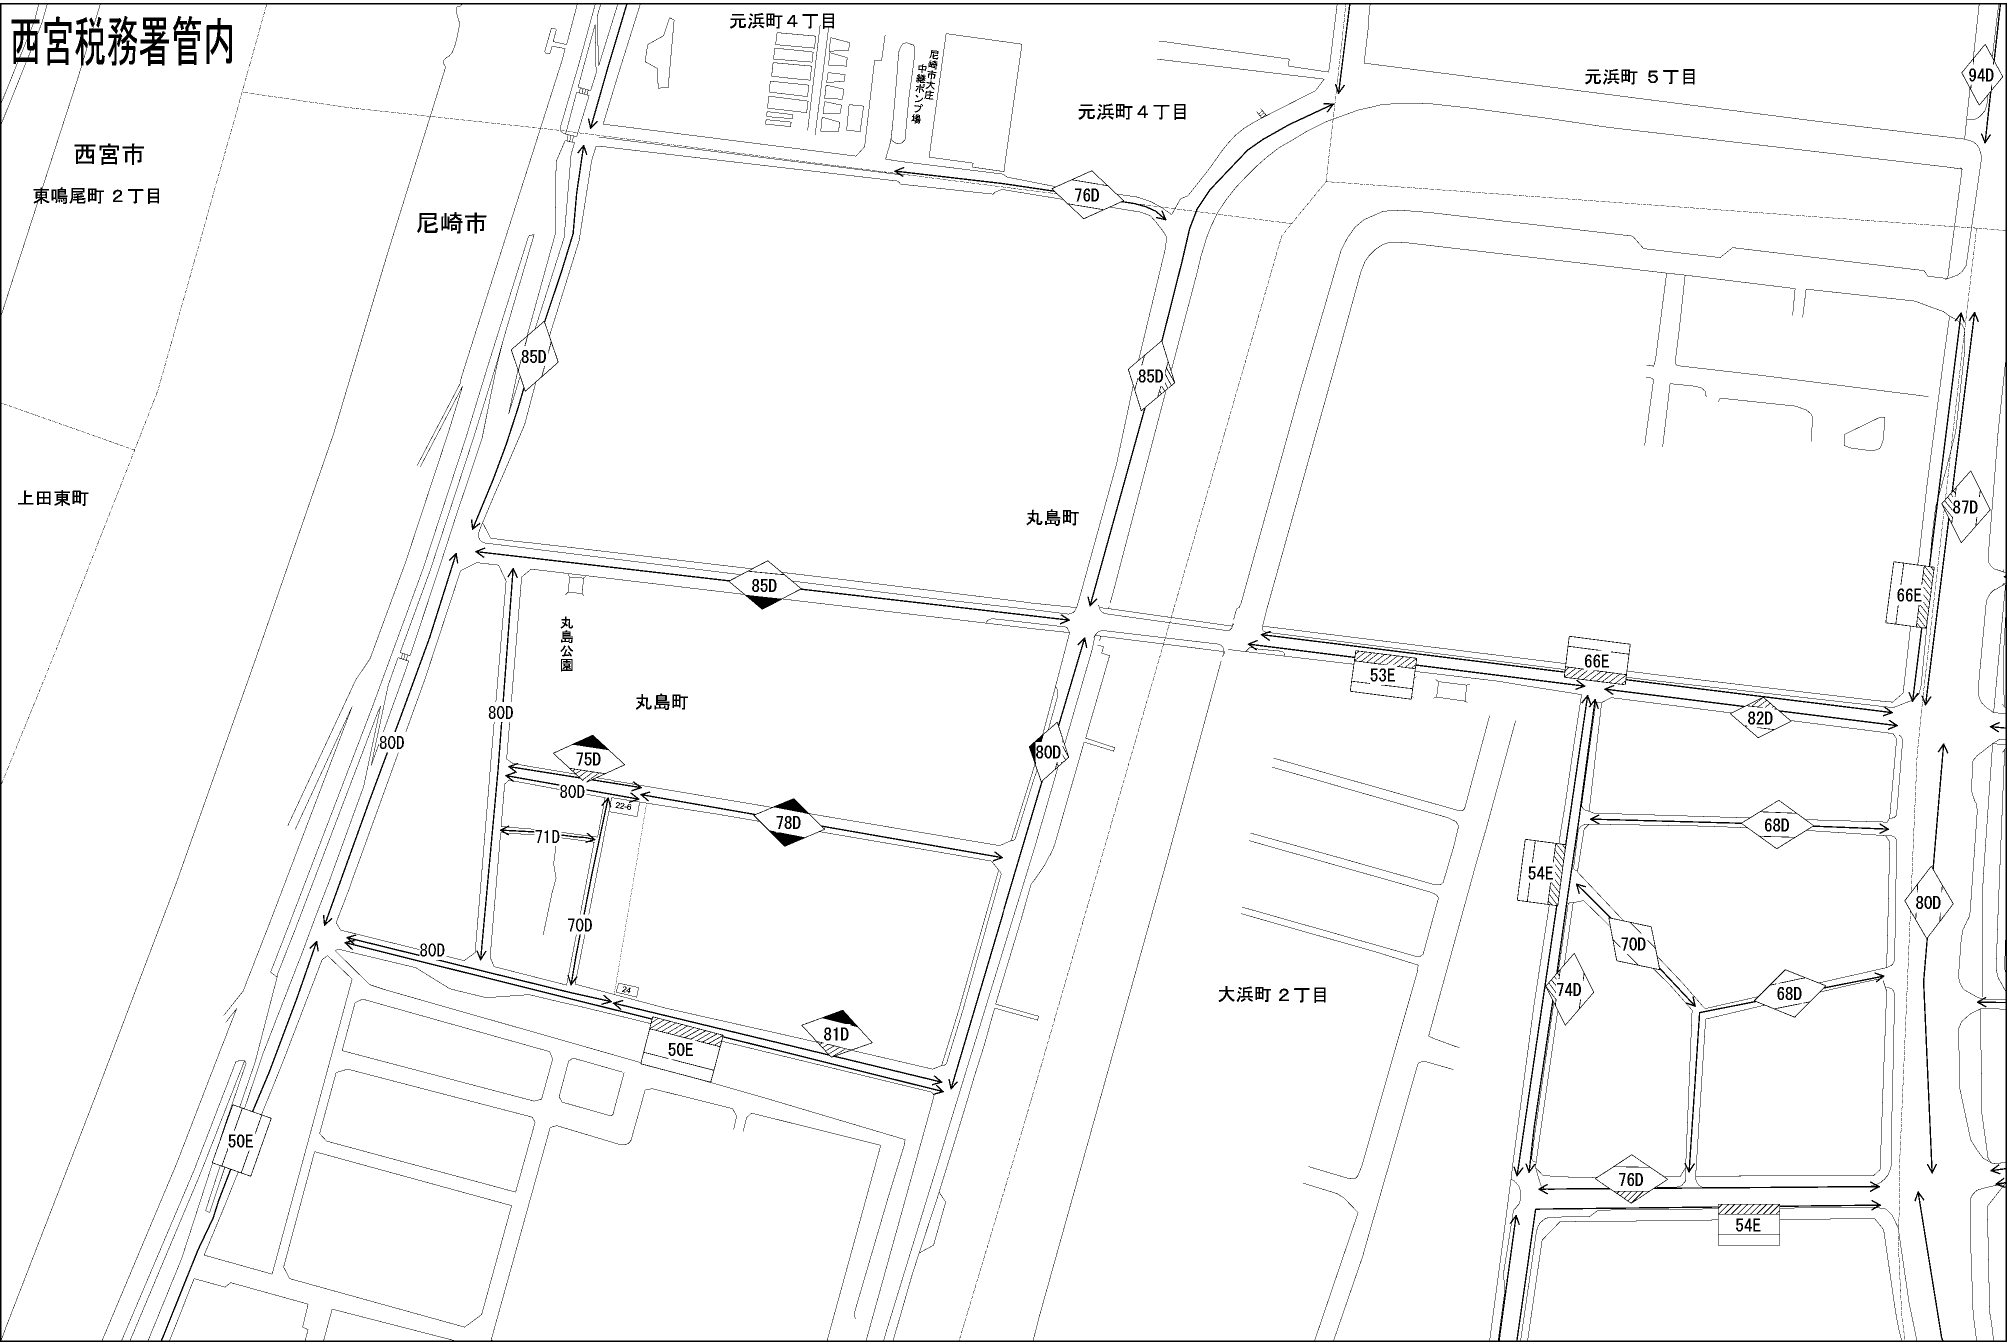 西宮税務署管内
元浜町４丁目
元浜町 ５丁目
94D
尼崎市大庄
中継ポンプ場
元浜町４丁目
西宮市
東鳴尾町 ２丁目
尼崎市
76D
85D
85D
上田東町
丸島町
87D
85D
66E
丸島公園
66E
53E
80D
丸島町
82D
80D
75D
80D
80D
22-6
78D
71D
68D
54E
80D
70D
70D
80D
74D
68D
24
大浜町 ２丁目
81D
50E
50E
76D
54E